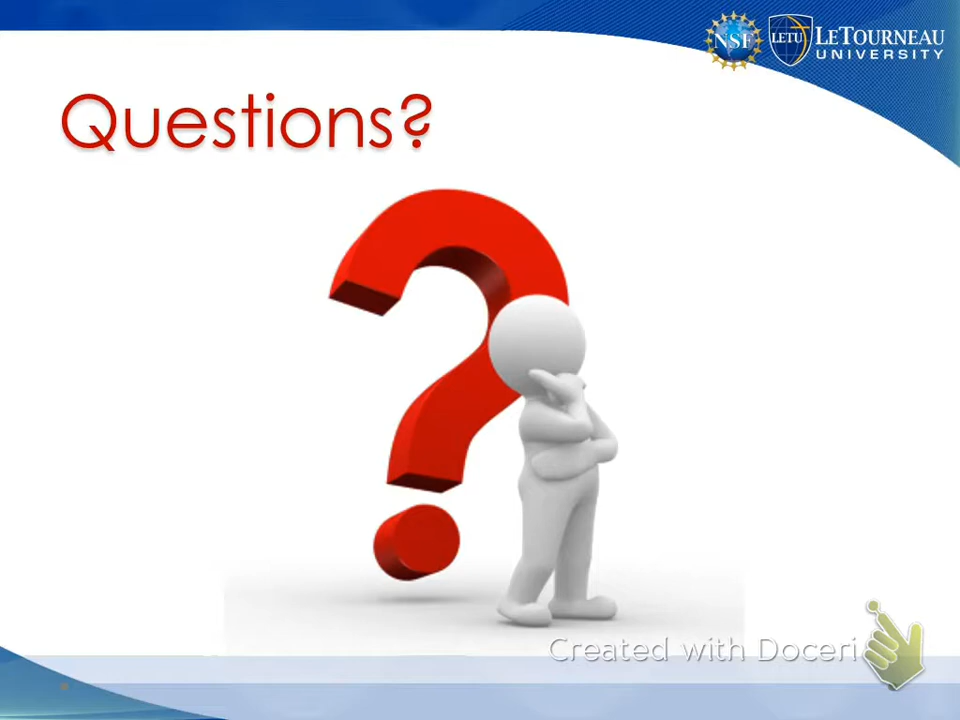 NSF
LETU
LETOURNEAU
UNIVERSITY
Questions?
Created with Doceri